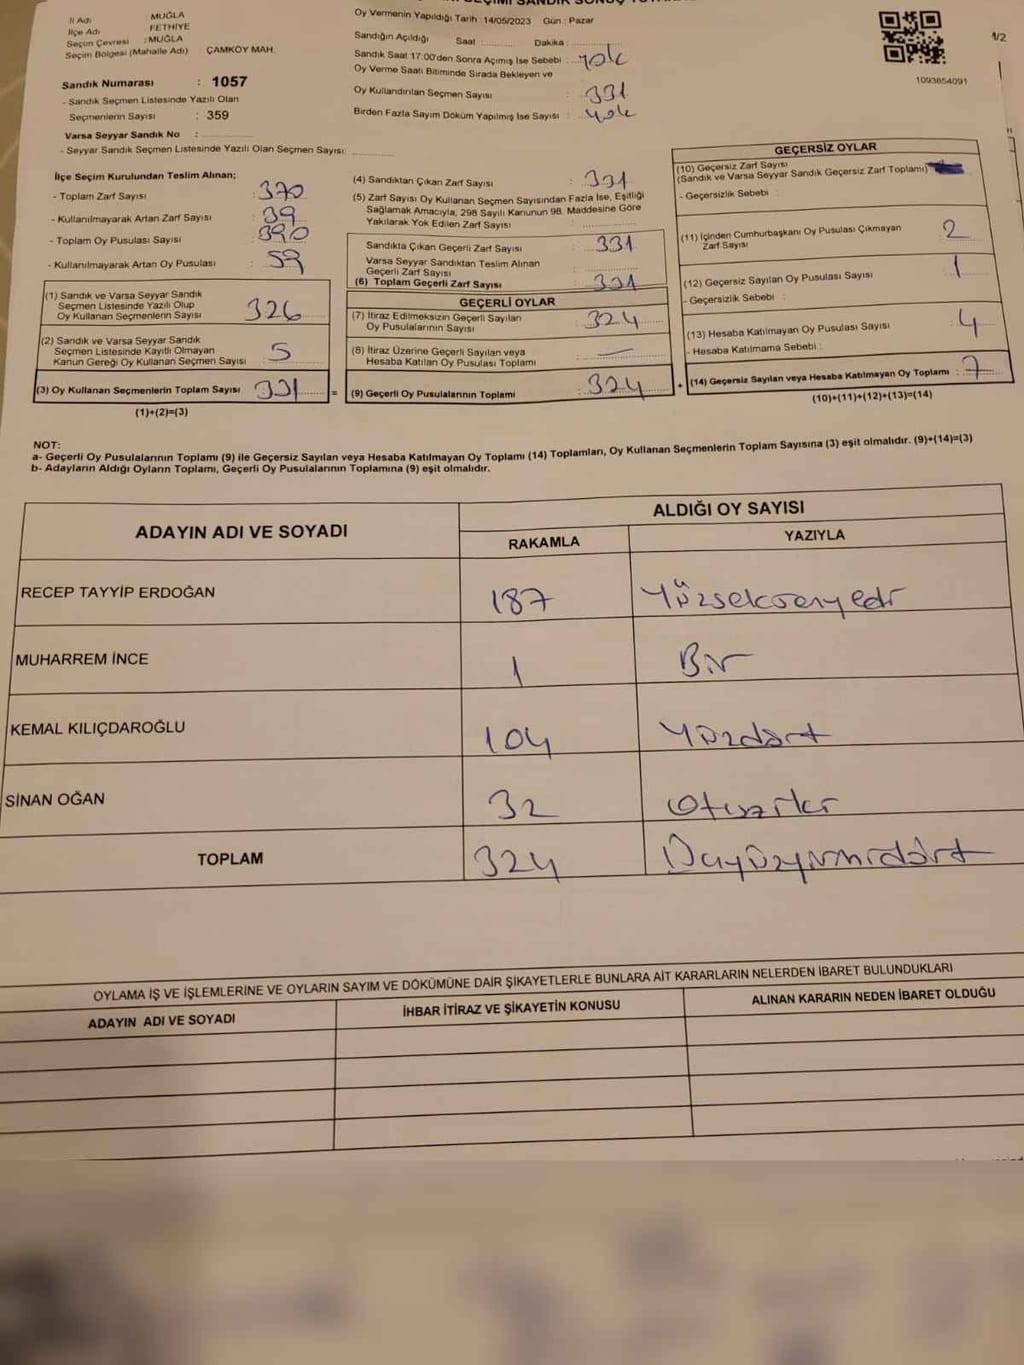 İl Adı MUĞLA
İlçe Adı FETHİYE
Seçim Çevresi : MUĞLA
Seçim Bölgesi (Mahalle Adı) : ÇAMKÖY MAH.
Sandık Numarası : 1057
- Sandık Seçmen Listesinde Yazılı Olan
Seçmenlerin Sayısı : 359
Varsa Seyyar Sandık No :
- Seyyar Sandık Seçmen Listesinde Yazılı Olan Seçmen Sayısı:
Oy Vermenin Yapıldığı Tarih :14/05/2023 Gün : Pazar
Sandığın Açıldığı Saat : Dakika :
Sandık Saat 17:00'den Sonra Açımış İse Sebebi : yok
Oy Verme Saati Bitiminde Sırada Bekleyen ve
Oy Kullandırılan Seçmen Sayısı : 331
Birden Fazla Sayım Döküm Yapılmış İse Sayısı : yok
1/2
1093854091
İlçe Seçim Kurulundan Teslim Alınan;
- Toplam Zarf Sayısı : 370
- Kullanılmayarak Artan Zarf Sayısı : 39
- Toplam Oy Pusulası Sayısı : 390
- Kullanılmayarak Artan Oy Pusulası : 59
(1) Sandık ve Varsa Seyyar Sandık
Seçmen Listesinde Yazılı Olup
Oy Kullanan Seçmenlerin Sayısı 326
(2) Sandık ve Varsa Seyyar Sandık
Seçmen Listesinde Kayıtlı Olmayan
Kanun Gereği Oy Kullanan Seçmen Sayısı 5
(3) Oy Kullanan Seçmenlerin Toplam Sayısı 331 =
(1)+(2)=(3)
(4) Sandıktan Çıkan Zarf Sayısı : 331
(5) Zarf Sayısı Oy Kullanan Seçmen Sayısından Fazla İse, Eşitliği
Sağlamak Amacıyla; 298 Sayılı Kanunun 98. Maddesine Göre
Yakılarak Yok Edilen Zarf Sayısı :
Sandıkta Çıkan Geçerli Zarf Sayısı : 331
Varsa Seyyar Sandıktan Teslim Alınan
Geçerli Zarf Sayısı
(6) Toplam Geçerli Zarf Sayısı : 331
GEÇERLİ OYLAR
(7) İtiraz Edilmeksizin Geçerli Sayılan
Oy Pusulalarının Sayısı : 324
(8) İtiraz Üzerine Geçerli Sayılan veya
Hesaba Katılan Oy Pusulası Toplamı : —
(9) Geçerli Oy Pusulalarının Toplamı : 324 +
GEÇERSİZ OYLAR
(10) Geçersiz Zarf Sayısı
(Sandık ve Varsa Seyyar Sandık Geçersiz Zarf Toplamı)
- Geçersizlik Sebebi :
(11) İçinden Cumhurbaşkanı Oy Pusulası Çıkmayan
Zarf Sayısı : 2
(12) Geçersiz Sayılan Oy Pusulası Sayısı : 1
- Geçersizlik Sebebi :
(13) Hesaba Katılmayan Oy Pusulası Sayısı : 4
- Hesaba Katılmama Sebebi :
(14) Geçersiz Sayılan veya Hesaba Katılmayan Oy Toplamı : 7
(10)+(11)+(12)+(13)=(14)
NOT:
a- Geçerli Oy Pusulalarının Toplamı (9) ile Geçersiz Sayılan veya Hesaba Katılmayan Oy Toplamı (14) Toplamları, Oy Kullanan Seçmenlerin Toplam Sayısına (3) eşit olmalıdır. (9)+(14)=(3)
b- Adayların Aldığı Oyların Toplamı, Geçerli Oy Pusulalarının Toplamına (9) eşit olmalıdır.
ADAYIN ADI VE SOYADI
ALDIĞI OY SAYISI
RAKAMLA YAZIYLA
RECEP TAYYİP ERDOĞAN 187 Yüzseksenyedi
MUHARREM İNCE 1 Bir
KEMAL KILIÇDAROĞLU 104 Yüzdört
SİNAN OĞAN 32 Otuziki
TOPLAM 324 Üçyüzyirmidört
OYLAMA İŞ VE İŞLEMLERİNE VE OYLARIN SAYIM VE DÖKÜMÜNE DAİR ŞİKAYETLERLE BUNLARA AİT KARARLARIN NELERDEN İBARET BULUNDUKLARI
ADAYIN ADI VE SOYADI İHBAR İTİRAZ VE ŞİKAYETİN KONUSU ALINAN KARARIN NEDEN İBARET OLDUĞU